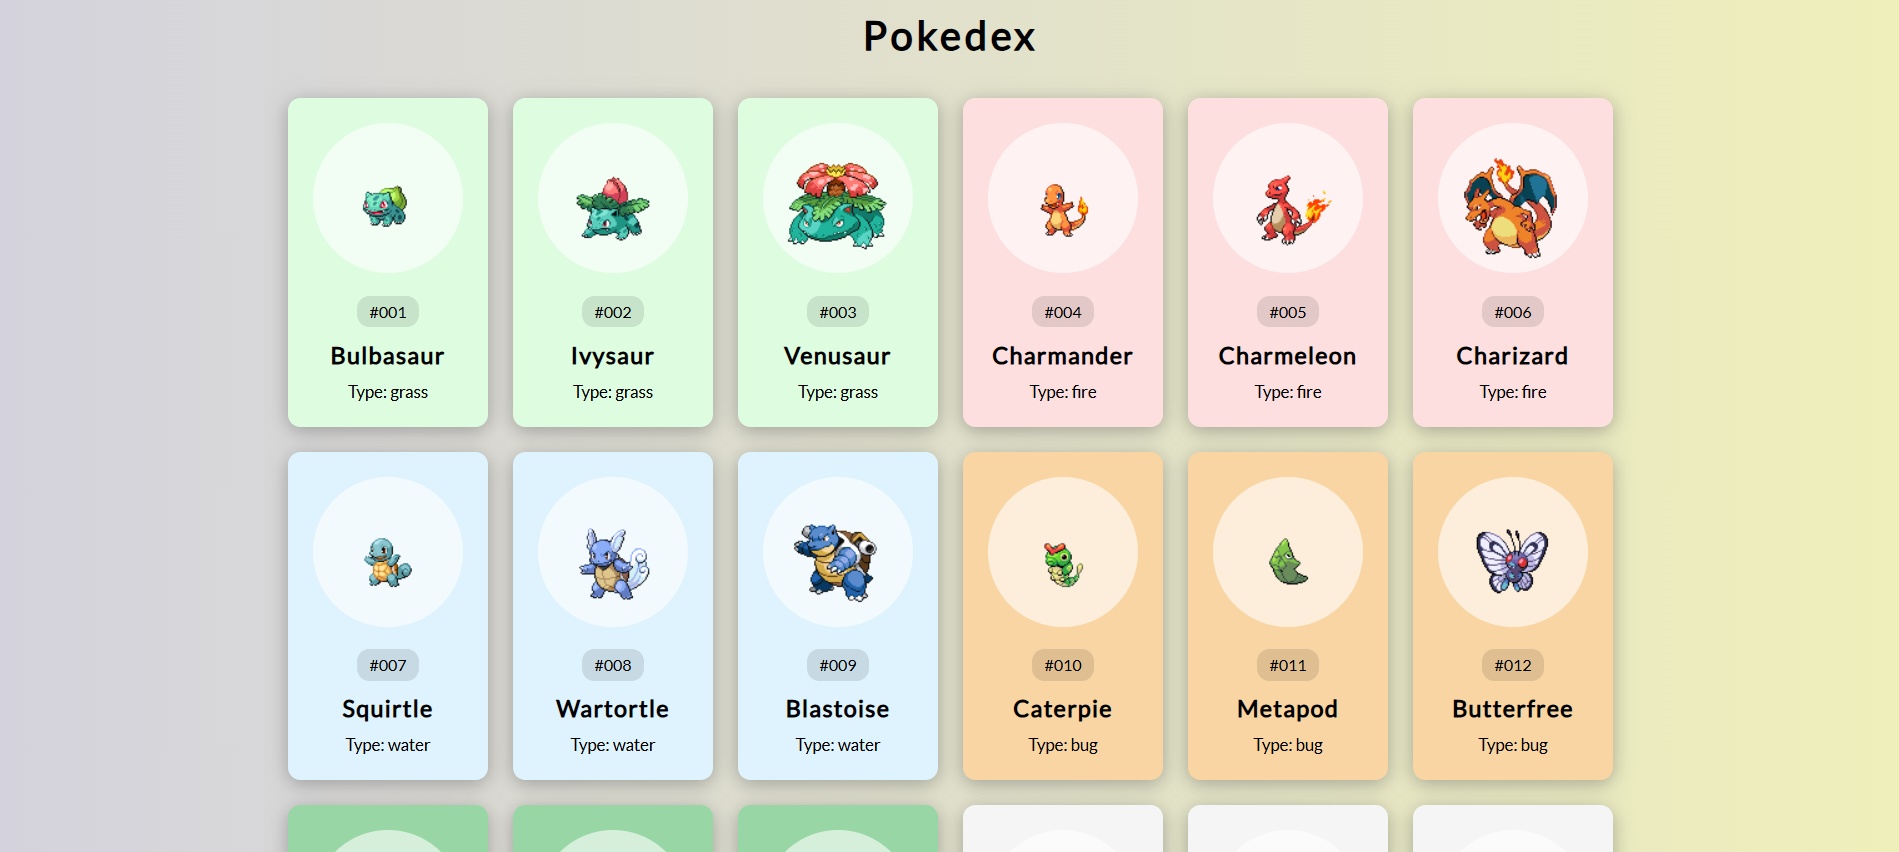 Pokedex
#001
Bulbasaur
Type: grass
#002
Ivysaur
Type: grass
#003
Venusaur
Type: grass
#004
Charmander
Type: fire
#005
Charmeleon
Type: fire
#006
Charizard
Type: fire
#007
Squirtle
Type: water
#008
Wartortle
Type: water
#009
Blastoise
Type: water
#010
Caterpie
Type: bug
#011
Metapod
Type: bug
#012
Butterfree
Type: bug